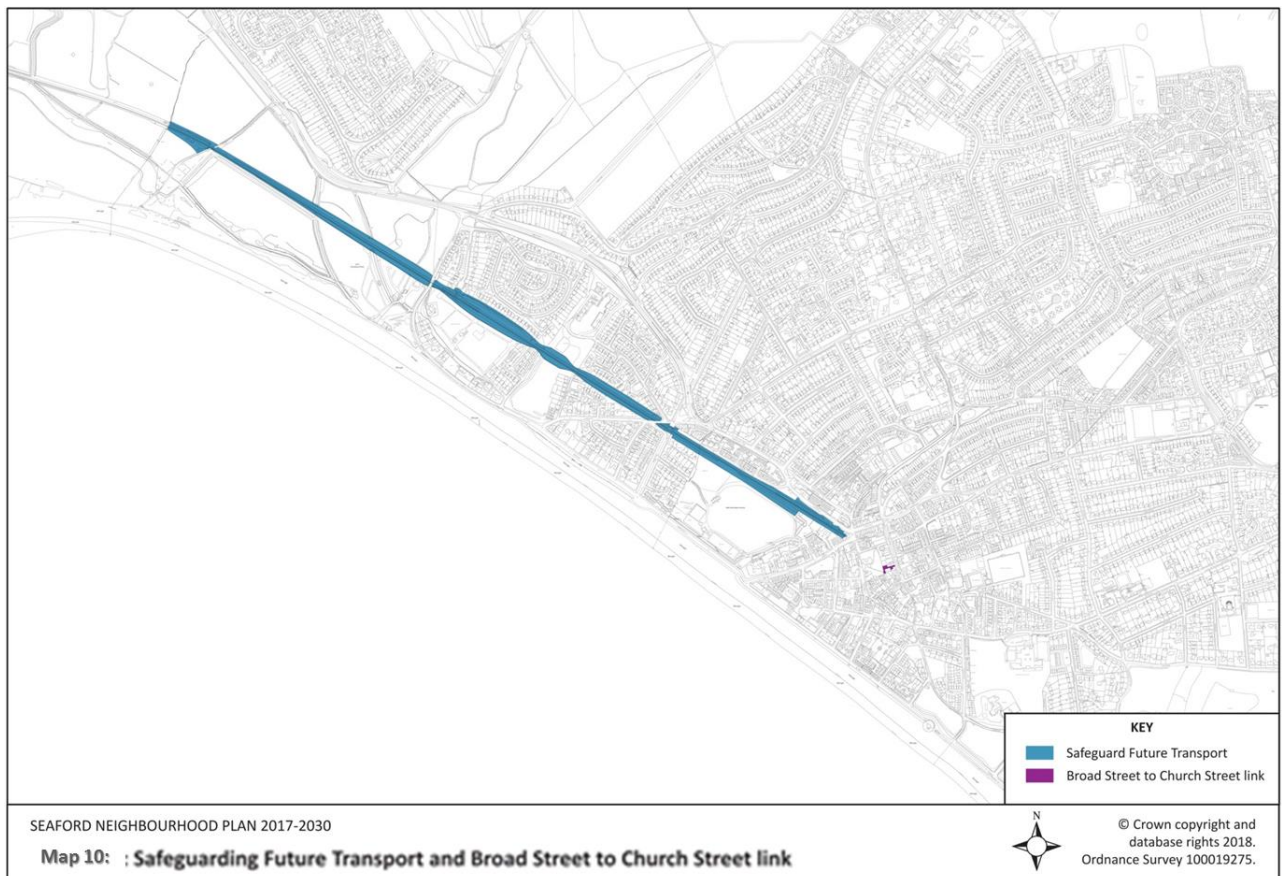 KEY
Safeguard Future Transport
Broad Street to Church Street link
SEAFORD NEIGHBOURHOOD PLAN 2017-2030
Map 10: : Safeguarding Future Transport and Broad Street to Church Street link
N
© Crown copyright and
database rights 2018.
Ordnance Survey 100019275.